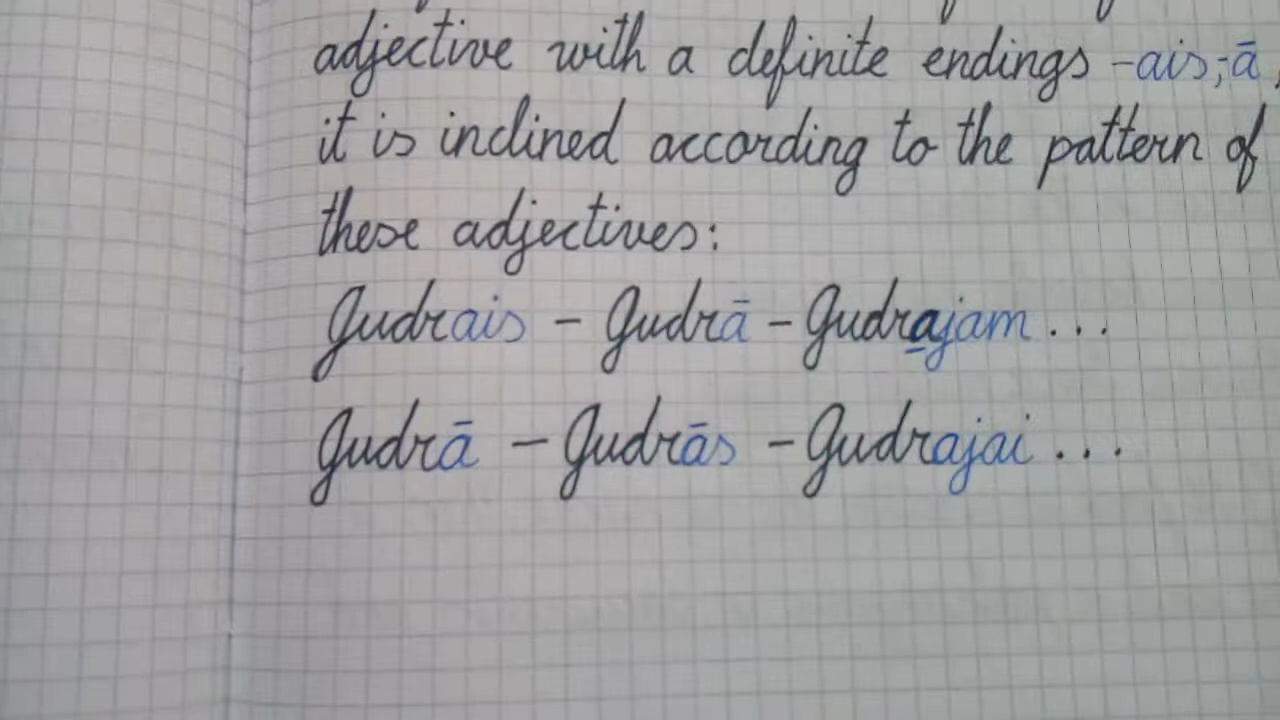 adjective with a definite endings -ais,-ā,
it is inclined according to the pattern of
these adjectives:
gudrais - gudrā - gudrajam ...
gudrā - gudrās - gudrajai ...